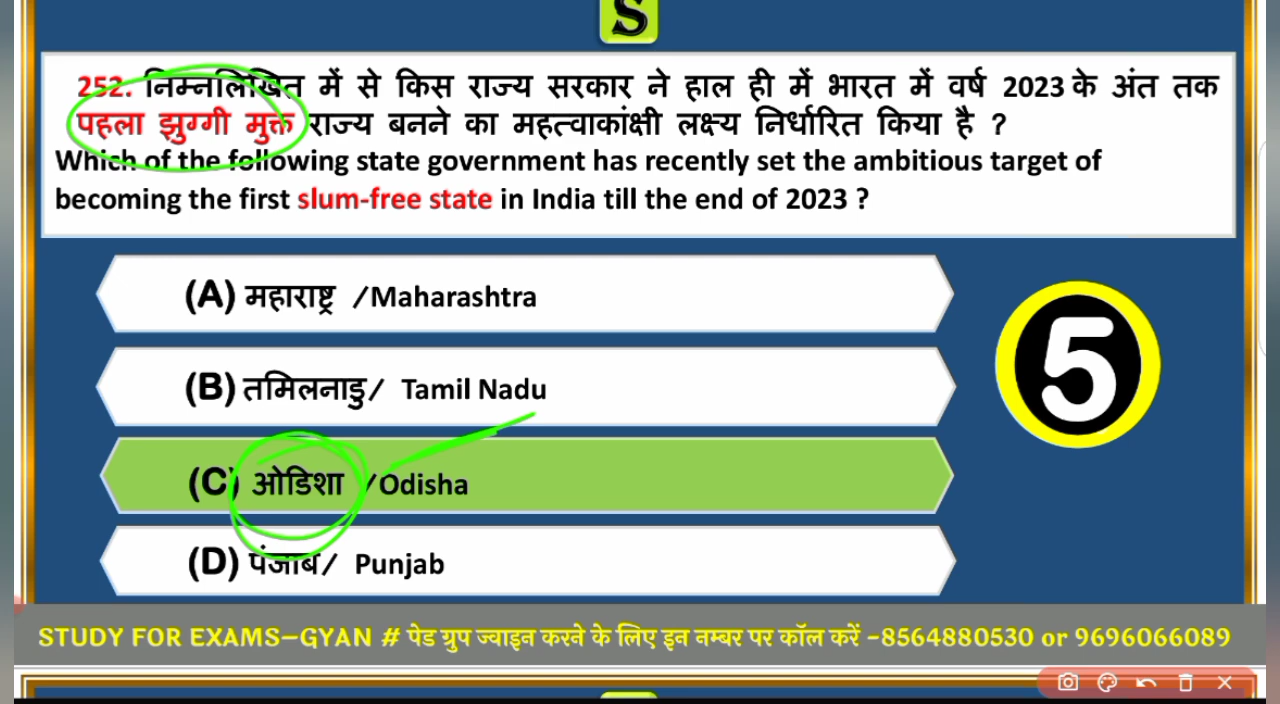 S
252. निम्नलिखित में से किस राज्य सरकार ने हाल ही में भारत में वर्ष 2023 के अंत तक
पहला झुग्गी मुक्त राज्य बनने का महत्वाकांक्षी लक्ष्य निर्धारित किया है ?
Which of the following state government has recently set the ambitious target of
becoming the first slum-free state in India till the end of 2023 ?
(A) महाराष्ट्र /Maharashtra
5
(B) तमिलनाडु/ Tamil Nadu
(C) ओडिशा /Odisha
(D) पंजाब/ Punjab
STUDY FOR EXAMS-GYAN # पेड ग्रुप ज्वाइन करने के लिए इन नम्बर पर कॉल करें -8564880530 or 9696066089